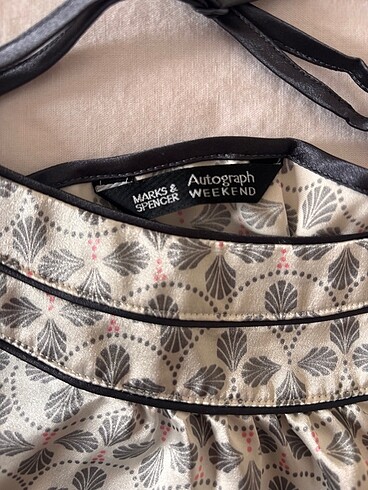 MARKS &
SPENCER
Autograph
WEEKEND